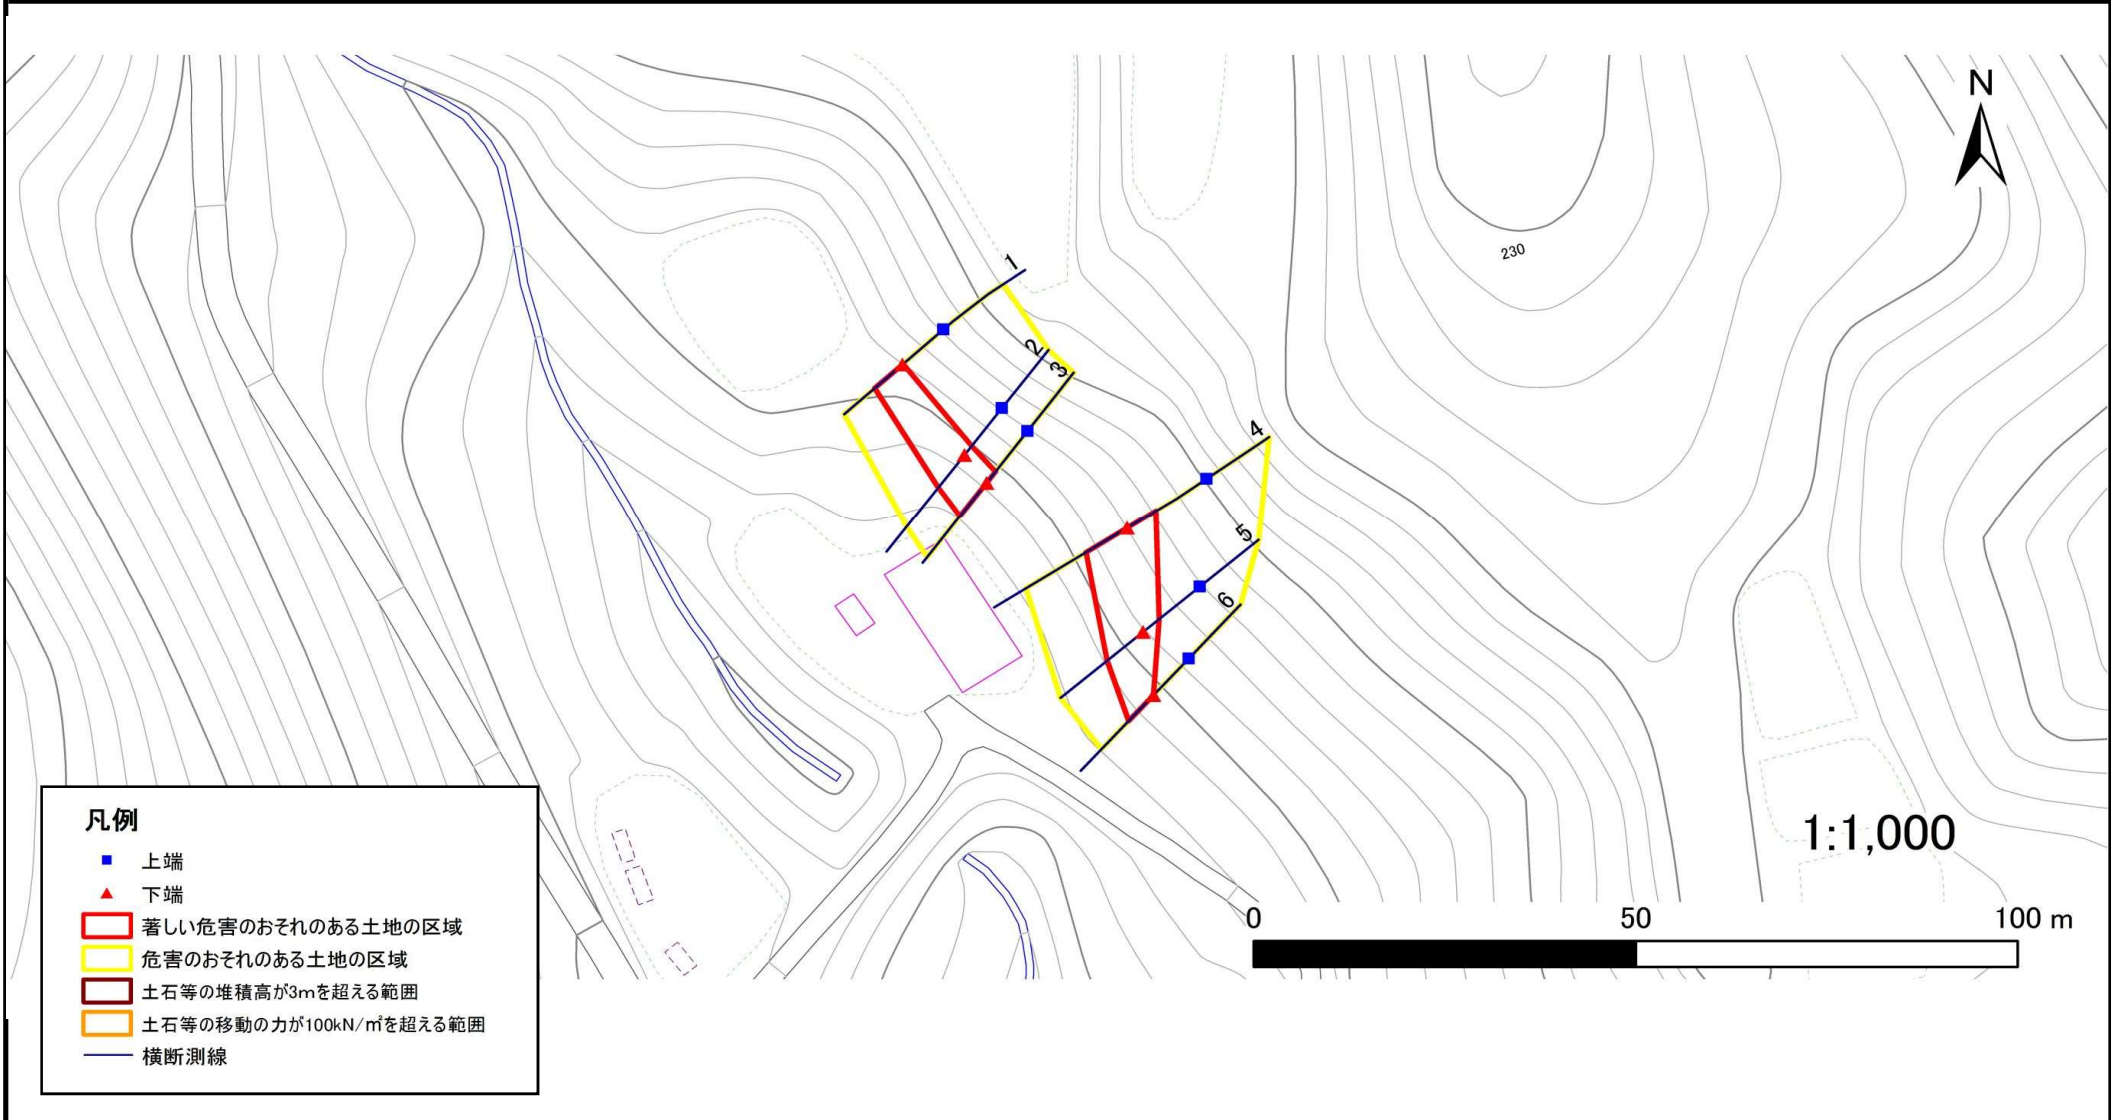 N
230
1
2
3
4
5
6
1:1,000
0 50 100 m
凡例
上端
下端
著しい危害のおそれのある土地の区域
危害のおそれのある土地の区域
土石等の堆積高が3mを超える範囲
土石等の移動の力が100kN/㎡を超える範囲
横断測線